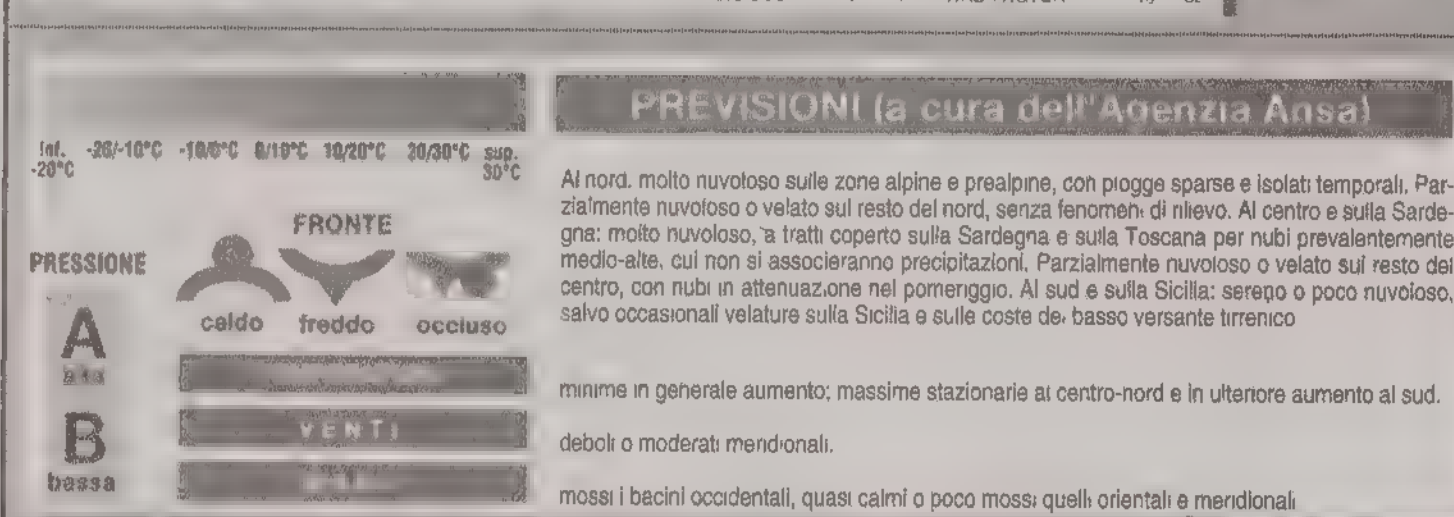 PREVISIONI (a cura dell'Agenzia Ansa)
Inf. -20°C -20/-10°C -10/0°C 0/10°C 10/20°C 20/30°C sup. 30°C
FRONTE
PRESSIONE
caldo freddo occluso
A
alta
B
bassa
VENTI
Al nord: molto nuvoloso sulle zone alpine e prealpine, con piogge sparse e isolati temporali. Par-
zialmente nuvoloso o velato sul resto del nord, senza fenomeni di rilievo. Al centro e sulla Sarde-
gna: molto nuvoloso, a tratti coperto sulla Sardegna e sulla Toscana per nubi prevalentemente
medio-alte, cui non si assoceranno precipitazioni. Parzialmente nuvoloso o velato sul resto del
centro, con nubi in attenuazione nel pomeriggio. Al sud e sulla Sicilia: sereno o poco nuvoloso,
salvo occasionali velature sulla Sicilia e sulle coste del basso versante tirrenico
minime in generale aumento; massime stazionarie al centro-nord e in ulteriore aumento al sud.
deboli o moderati meridionali.
mossi i bacini occidentali, quasi calmi o poco mossi quelli orientali e meridionali